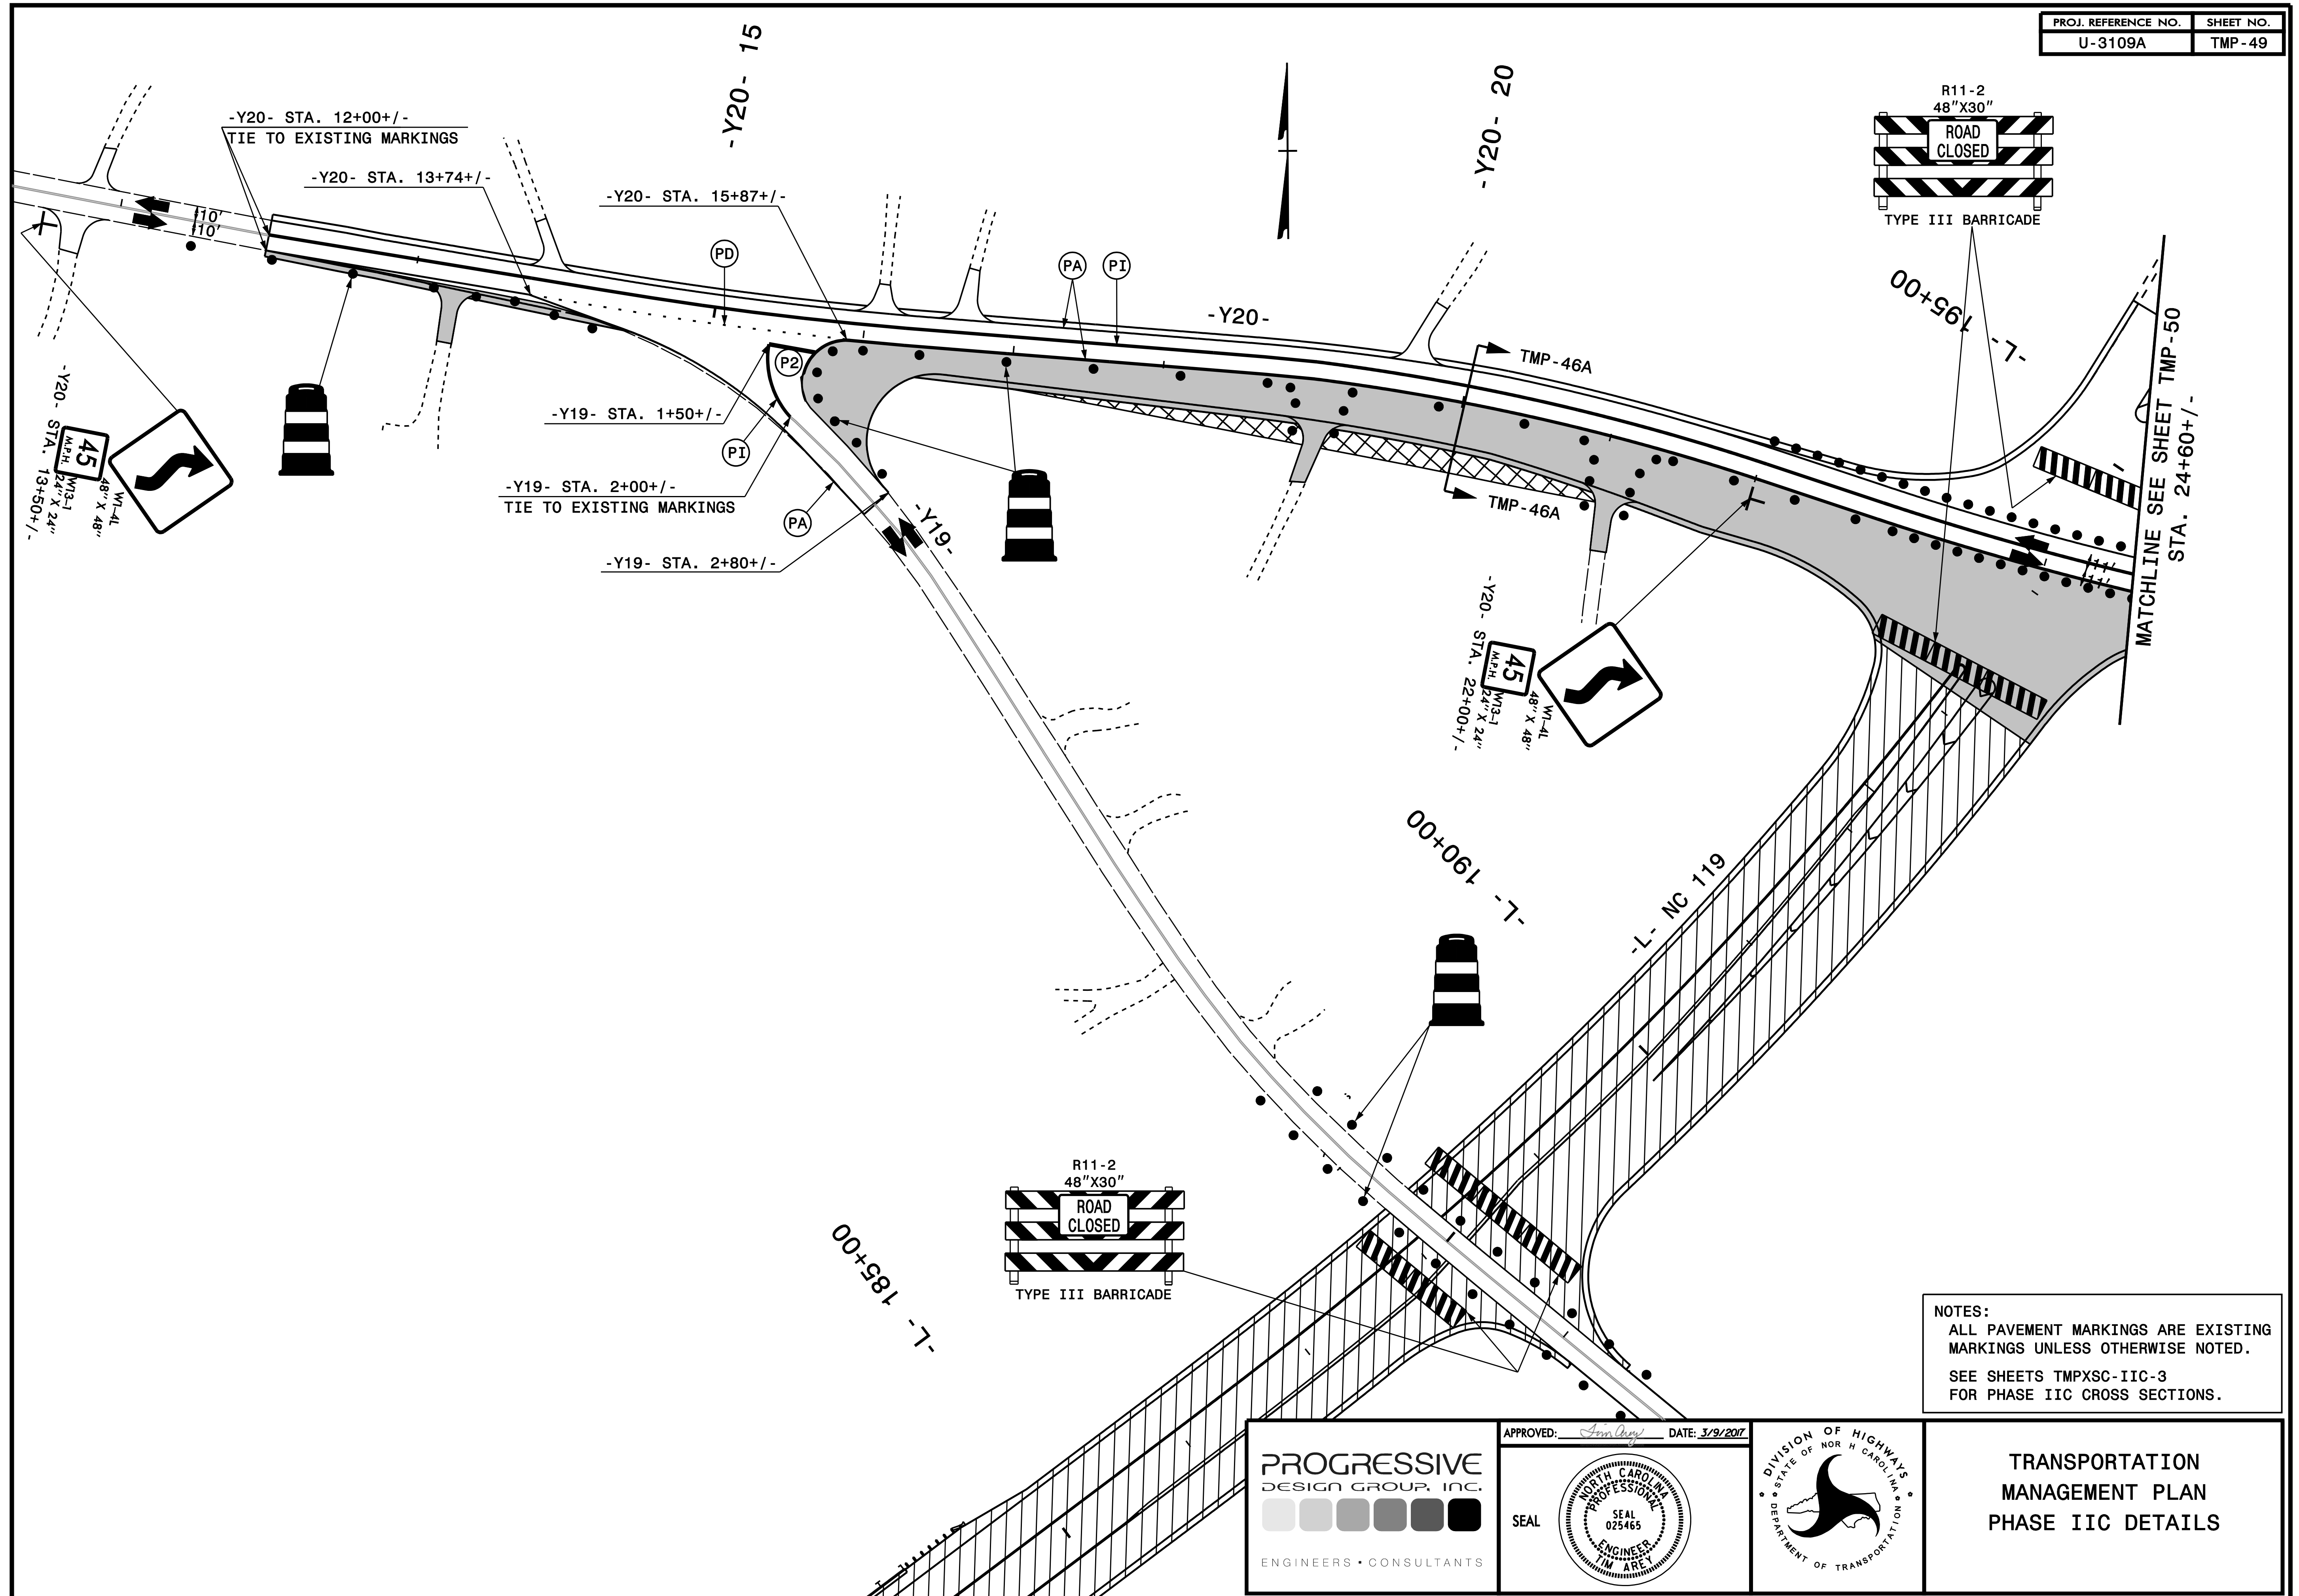 PROJ. REFERENCE NO. SHEET NO.
U-3109A TMP-49
-Y20- 15
-Y20- 20
R11-2
48"X30"
ROAD
CLOSED
TYPE III BARRICADE
-Y20- STA. 12+00+/-
TIE TO EXISTING MARKINGS
-Y20- STA. 13+74+/-
-Y20- STA. 15+87+/-
10'
10'
PD
PA
PI
-Y20-
-L- 195+00
TMP-46A
TMP-46A
MATCHLINE SEE SHEET TMP-50
STA. 24+60+/-
P2
-Y19- STA. 1+50+/-
PI
-Y19- STA. 2+00+/-
TIE TO EXISTING MARKINGS
PA
-Y19- STA. 2+80+/-
-Y19-
W1-4L
48" X 48"
45
M.P.H.
W13-1
24" X 24"
-Y20- STA. 13+50+/-
11'
11'
W1-4L
48" X 48"
45
M.P.H.
W13-1
24" X 24"
-Y20- STA. 22+00+/-
-L- 190+00
-L- NC 119
-L- 185+00
R11-2
48"X30"
ROAD
CLOSED
TYPE III BARRICADE
NOTES:
ALL PAVEMENT MARKINGS ARE EXISTING
MARKINGS UNLESS OTHERWISE NOTED.
SEE SHEETS TMPXSC-IIC-3
FOR PHASE IIC CROSS SECTIONS.
PROGRESSIVE
DESIGN GROUP, INC.
ENGINEERS • CONSULTANTS
APPROVED: Tim Arey DATE: 3/9/2017
SEAL
NORTH CAROLINA
PROFESSIONAL
SEAL
025465
ENGINEER
TIM AREY
DIVISION OF HIGHWAYS
STATE OF NOR H CAROLINA
DEPARTMENT OF TRANSPORTATION
TRANSPORTATION
MANAGEMENT PLAN
PHASE IIC DETAILS